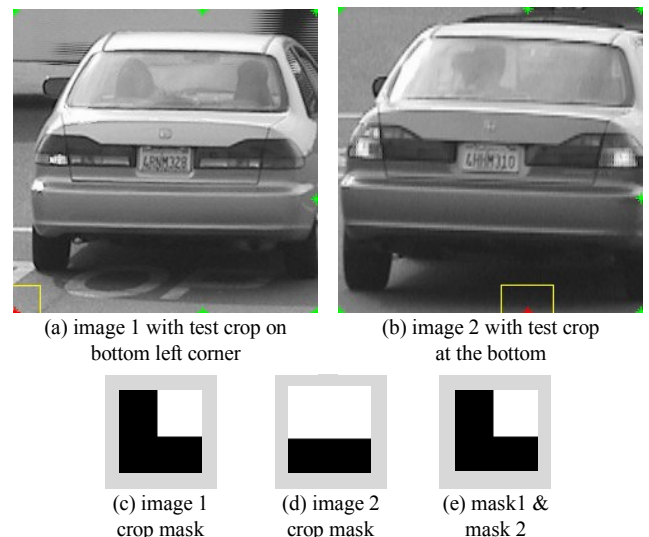 4RNM328
4HHM310
(a) image 1 with test crop on
bottom left corner
(b) image 2 with test crop
at the bottom
(c) image 1
crop mask
(d) image 2
crop mask
(e) mask1 &
mask 2